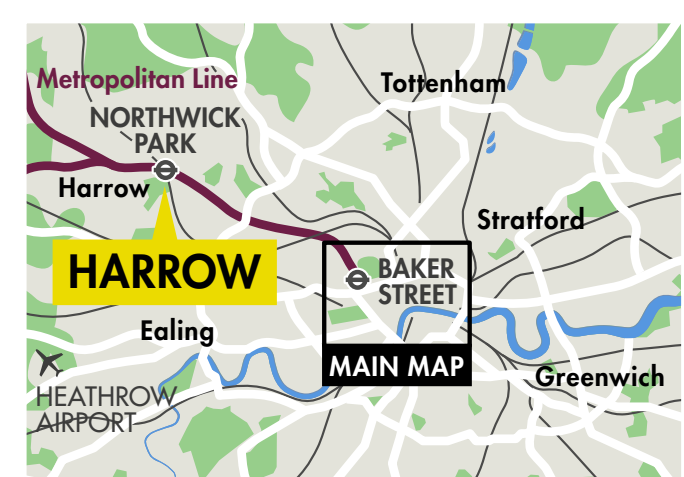 Metropolitan Line
Tottenham
NORTHWICK
PARK
Harrow
Stratford
HARROW
BAKER
STREET
Ealing
MAIN MAP
Greenwich
HEATHROW
AIRPORT